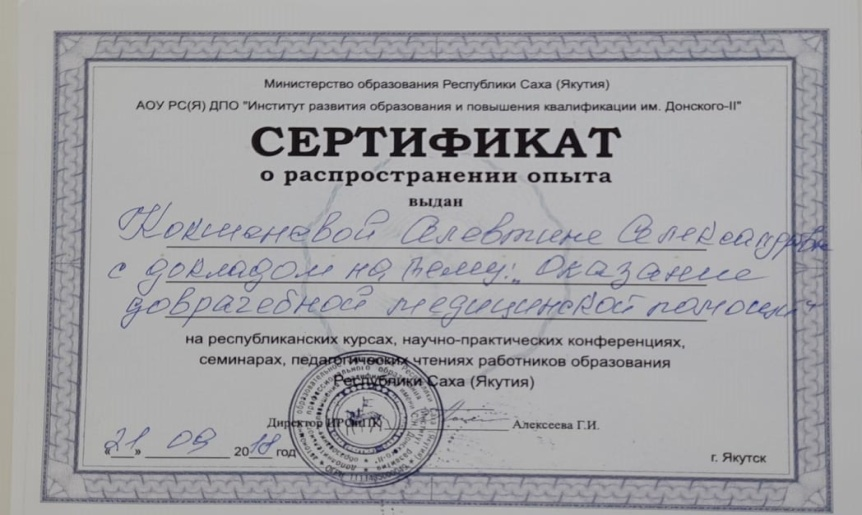 Министерство образования Республики Саха (Якутия)
АОУ РС(Я) ДПО "Институт развития образования и повышения квалификации им. Донского-II"
СЕРТИФИКАТ
о распространении опыта
выдан
Кокшеневой Алевтине Александровне
с докладом на тему: „Оказание
доврачебной медицинской помощи"
на республиканских курсах, научно-практических конференциях,
семинарах, педагогических чтениях работников образования
Республики Саха (Якутия)
Директор ИРОиПК Алексеева Г.И.
«21» 09 2018 год
г. Якутск